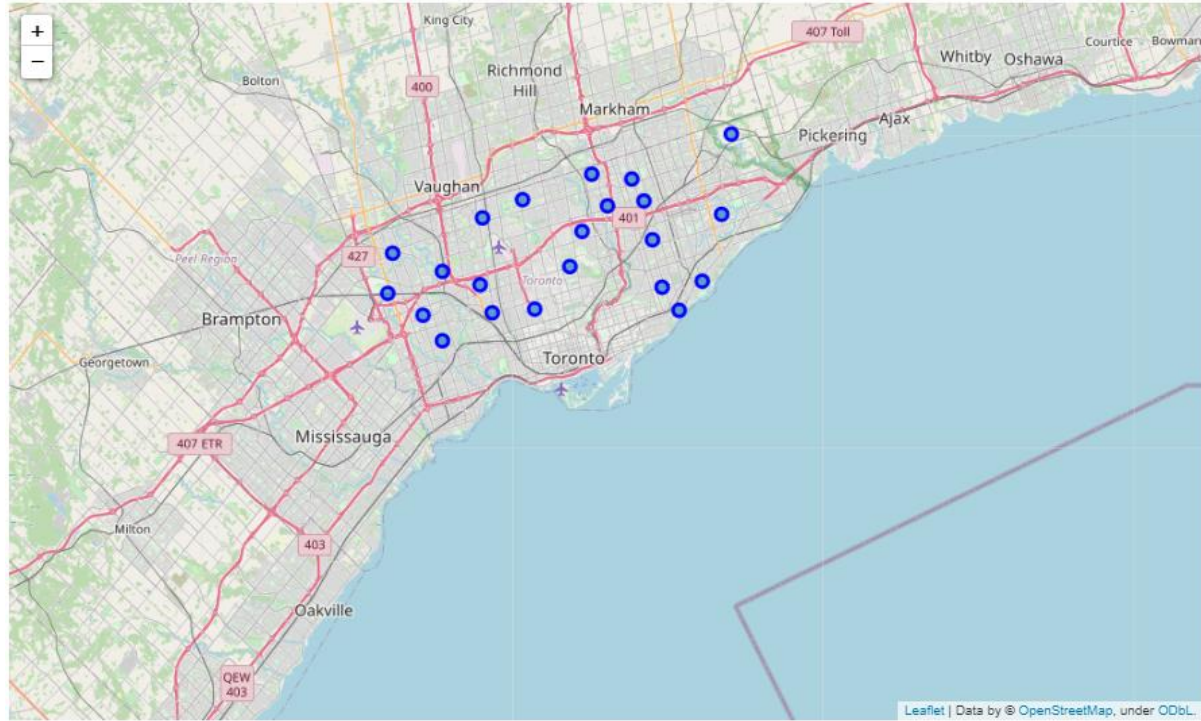 +
−
King City
407 Toll
Courtice
Bowman
Whitby
Oshawa
Richmond
Hill
Bolton
400
Markham
Ajax
Pickering
Vaughan
401
427
Peel Region
Toronto
Brampton
Georgetown
Toronto
407 ETR
Mississauga
Milton
403
Oakville
QEW
403
Leaflet | Data by © OpenStreetMap, under ODbL.